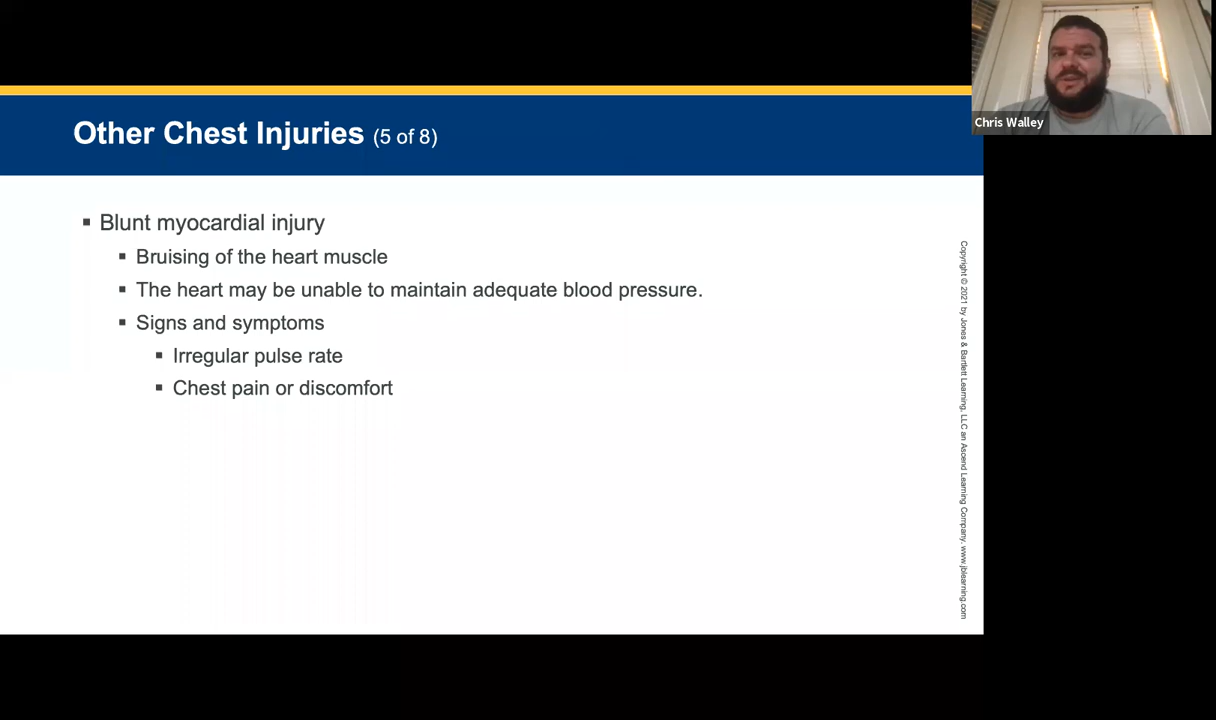 Chris Walley
Other Chest Injuries (5 of 8)
▪ Blunt myocardial injury
▪ Bruising of the heart muscle
▪ The heart may be unable to maintain adequate blood pressure.
▪ Signs and symptoms
▪ Irregular pulse rate
▪ Chest pain or discomfort
Copyright © 2021 by Jones & Bartlett Learning, LLC an Ascend Learning Company. www.jblearning.com